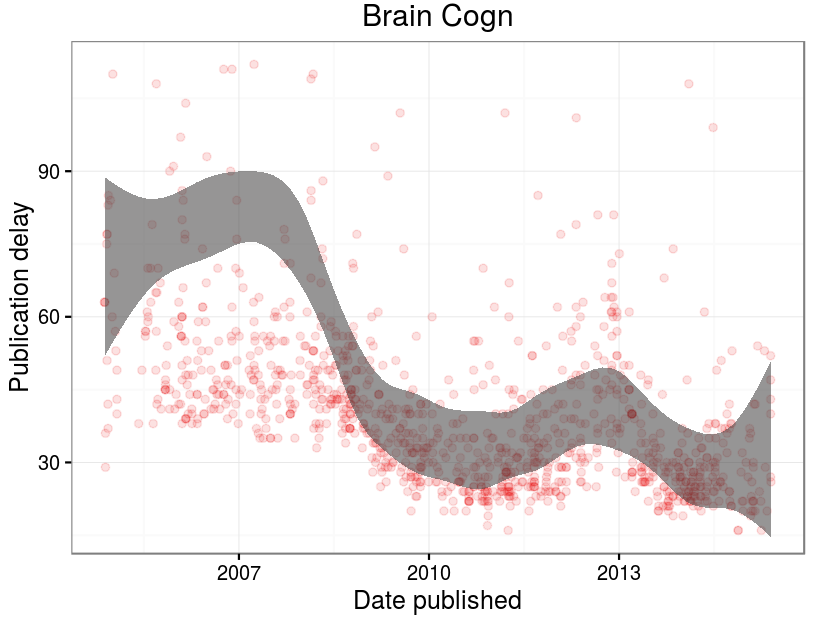 Brain Cogn
Publication delay
90
60
30
2007 2010 2013
Date published